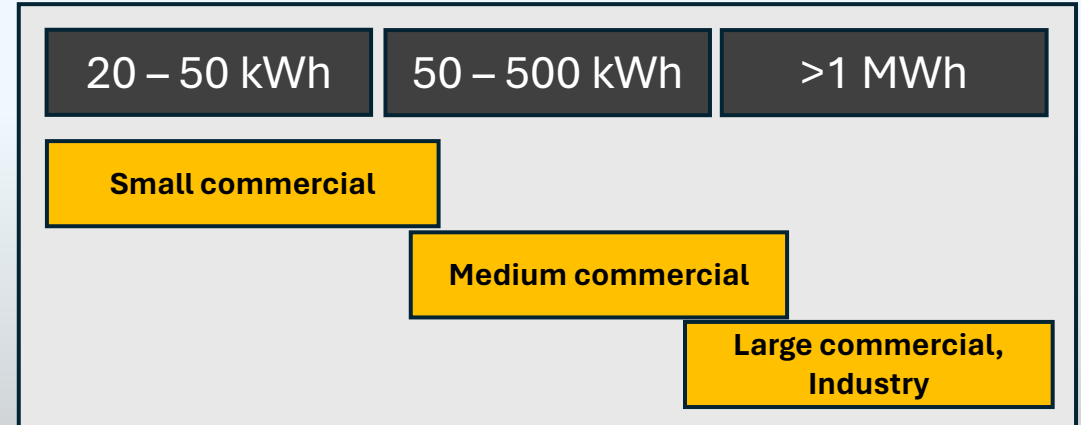 20 – 50 kWh
50 – 500 kWh
>1 MWh
Small commercial
Medium commercial
Large commercial,
Industry